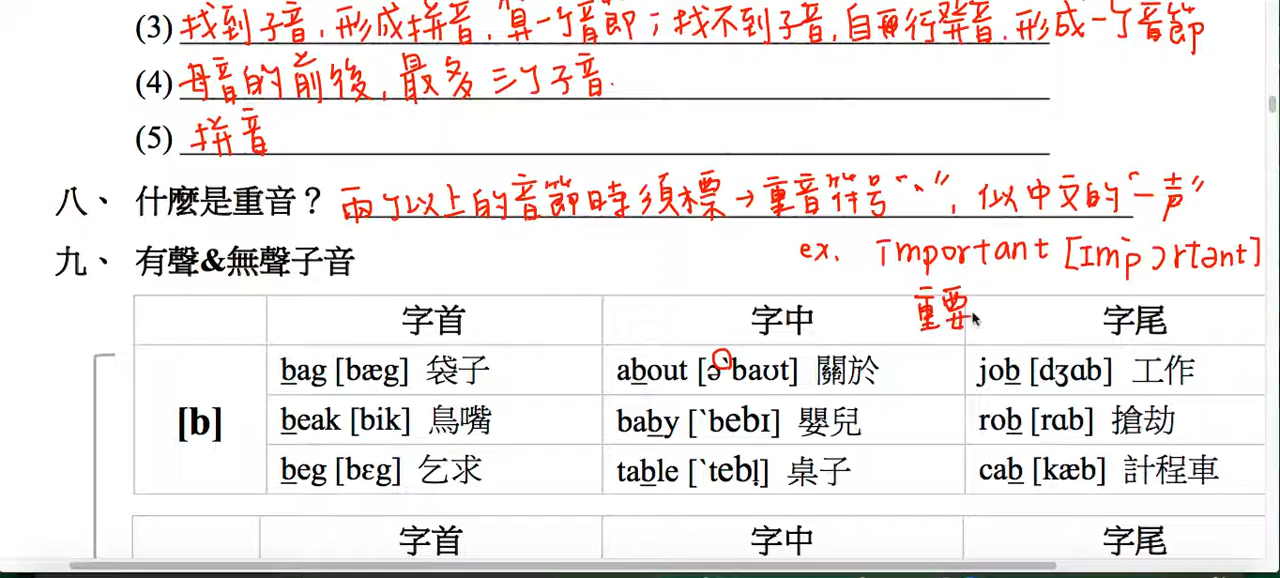 (3) 找到子音，形成拼音，算一个音節；找不到子音，自要行發音，形成一个音節
(4) 母音的前後，最多三个子音.
(5) 拼音
八、 什麼是重音？ 兩个以上的音節時須標→重音符号“ˋ”，似中文的“一声”
九、 有聲&無聲子音
ex. important [ɪmˋpɔrtənt]
重要
字首 字中 字尾
[b]
bag [bæg] 袋子 about [əˋbaʊt] 關於 job [dʒɑb] 工作
beak [bik] 鳥嘴 baby [ˋbebɪ] 嬰兒 rob [rɑb] 搶劫
beg [bɛg] 乞求 table [ˋtebl̩] 桌子 cab [kæb] 計程車
字首 字中 字尾